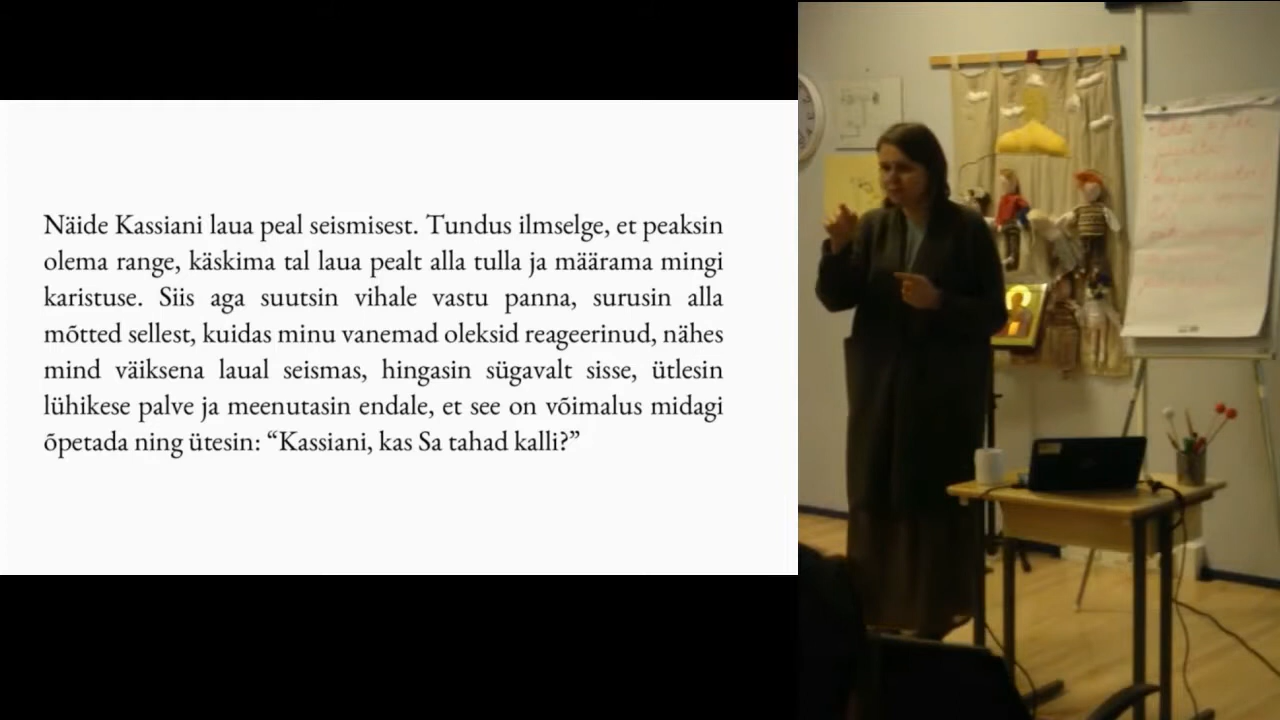 Näide Kassiani laua peal seismisest. Tundus ilmselge, et peaksin
olema range, käskima tal laua pealt alla tulla ja määrama mingi
karistuse. Siis aga suutsin vihale vastu panna, surusin alla
mõtted sellest, kuidas minu vanemad oleksid reageerinud, nähes
mind väiksena laual seismas, hingasin sügavalt sisse, ütlesin
lühikese palve ja meenutasin endale, et see on võimalus midagi
õpetada ning ütesin: “Kassiani, kas Sa tahad kalli?”